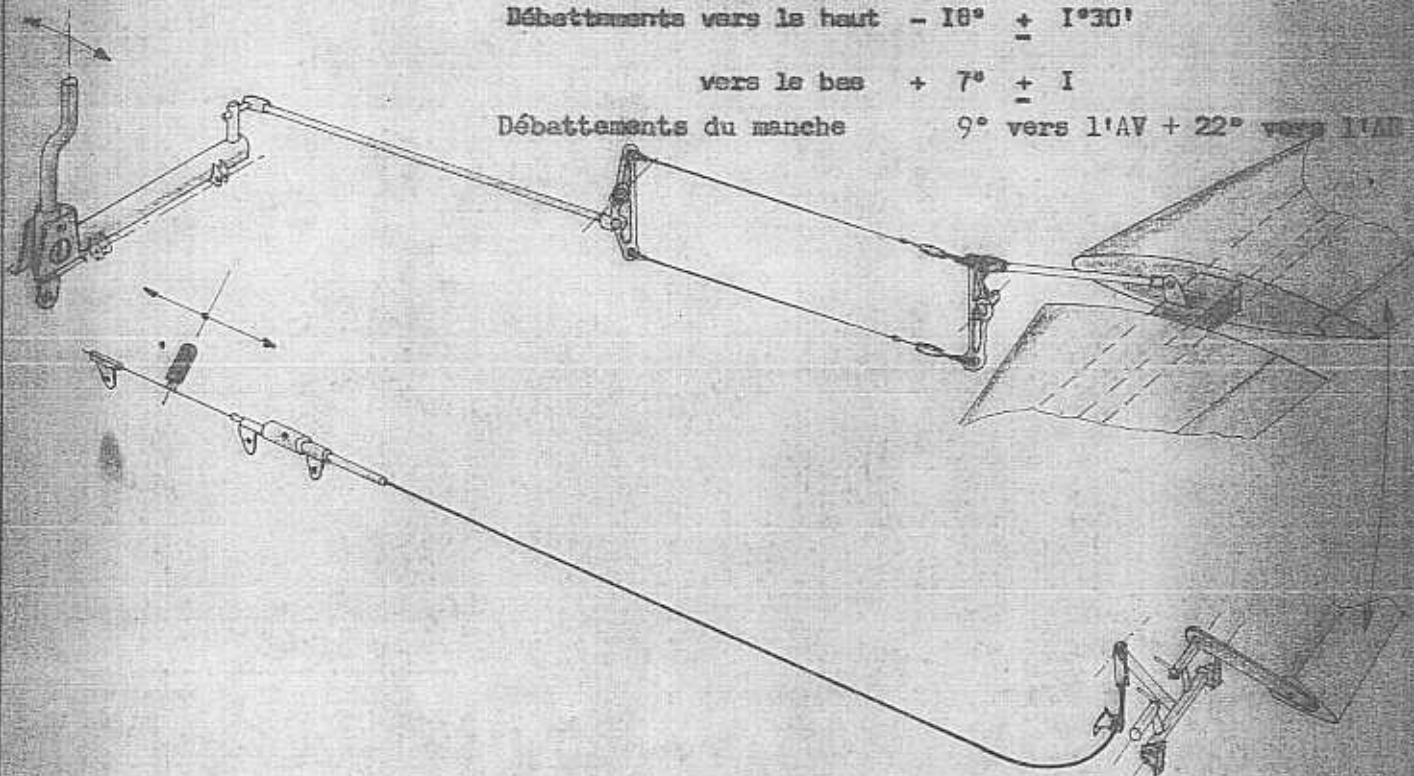 Débattements vers le haut - I8° ± I°30'
vers le bas + 7° ± I
Débattements du manche 9° vers l'AV + 22° vers l'AR